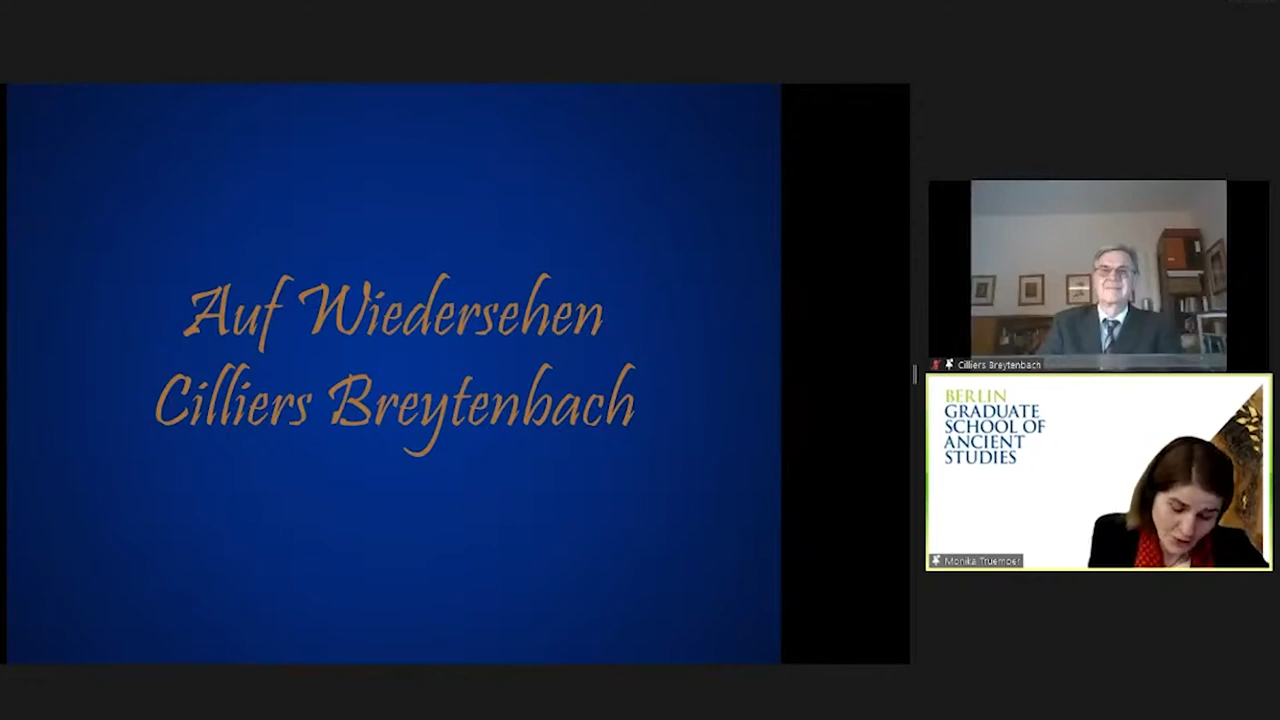 Auf Wiedersehen
Cilliers Breytenbach
Cilliers Breytenbach
BERLIN
GRADUATE
SCHOOL OF
ANCIENT
STUDIES
Monika Truemper